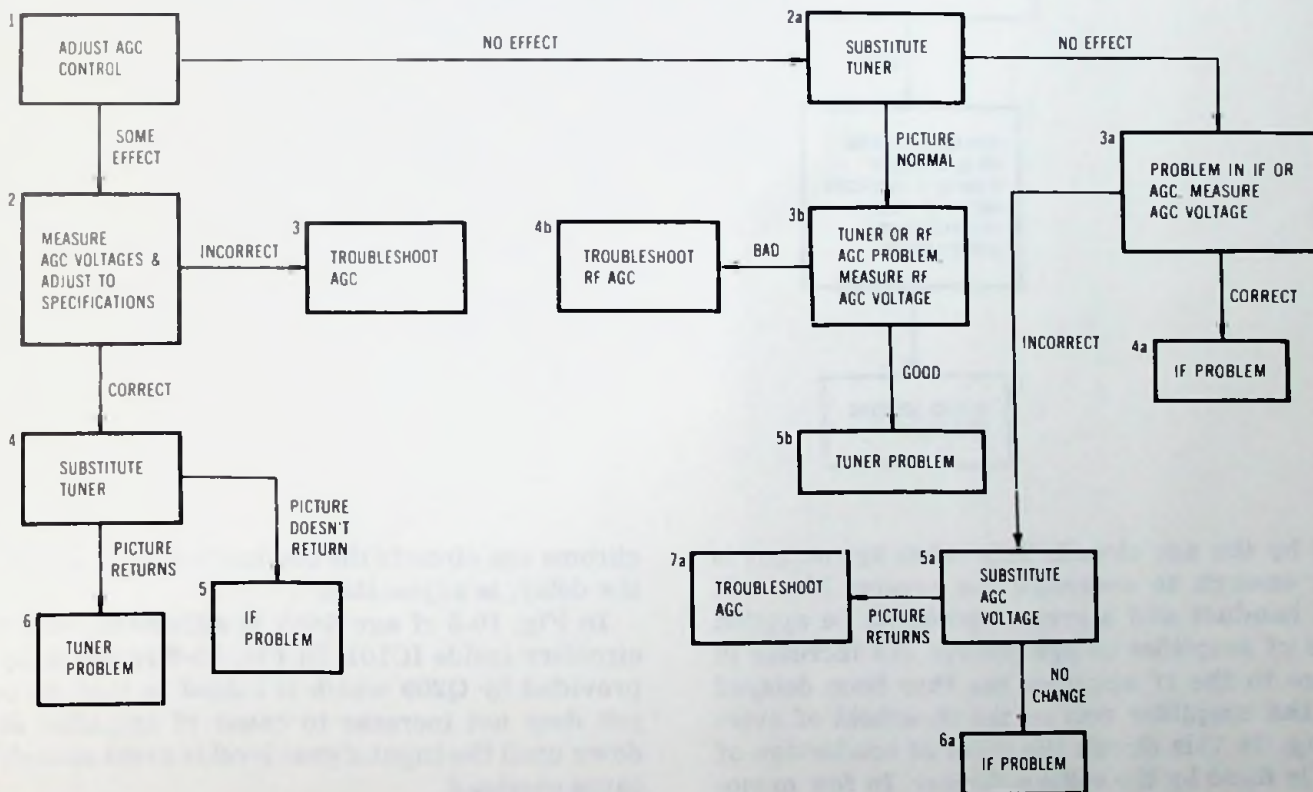 1
ADJUST AGC
CONTROL
NO EFFECT
2a
SUBSTITUTE
TUNER
NO EFFECT
SOME
EFFECT
PICTURE
NORMAL
3a
PROBLEM IN IF OR
AGC. MEASURE
AGC VOLTAGE
2
MEASURE
AGC VOLTAGES &
ADJUST TO
SPECIFICATIONS
INCORRECT
3
TROUBLESHOOT
AGC
4b
TROUBLESHOOT
RF AGC
BAD
3b
TUNER OR RF
AGC PROBLEM
MEASURE RF
AGC VOLTAGE
CORRECT
INCORRECT
4a
IF PROBLEM
CORRECT
GOOD
4
SUBSTITUTE
TUNER
5b
TUNER PROBLEM
PICTURE
DOESN'T
RETURN
PICTURE
RETURNS
5
IF
PROBLEM
6
TUNER
PROBLEM
7a
TROUBLESHOOT
AGC
PICTURE
RETURNS
5a
SUBSTITUTE
AGC
VOLTAGE
NO
CHANGE
6a
IF PROBLEM